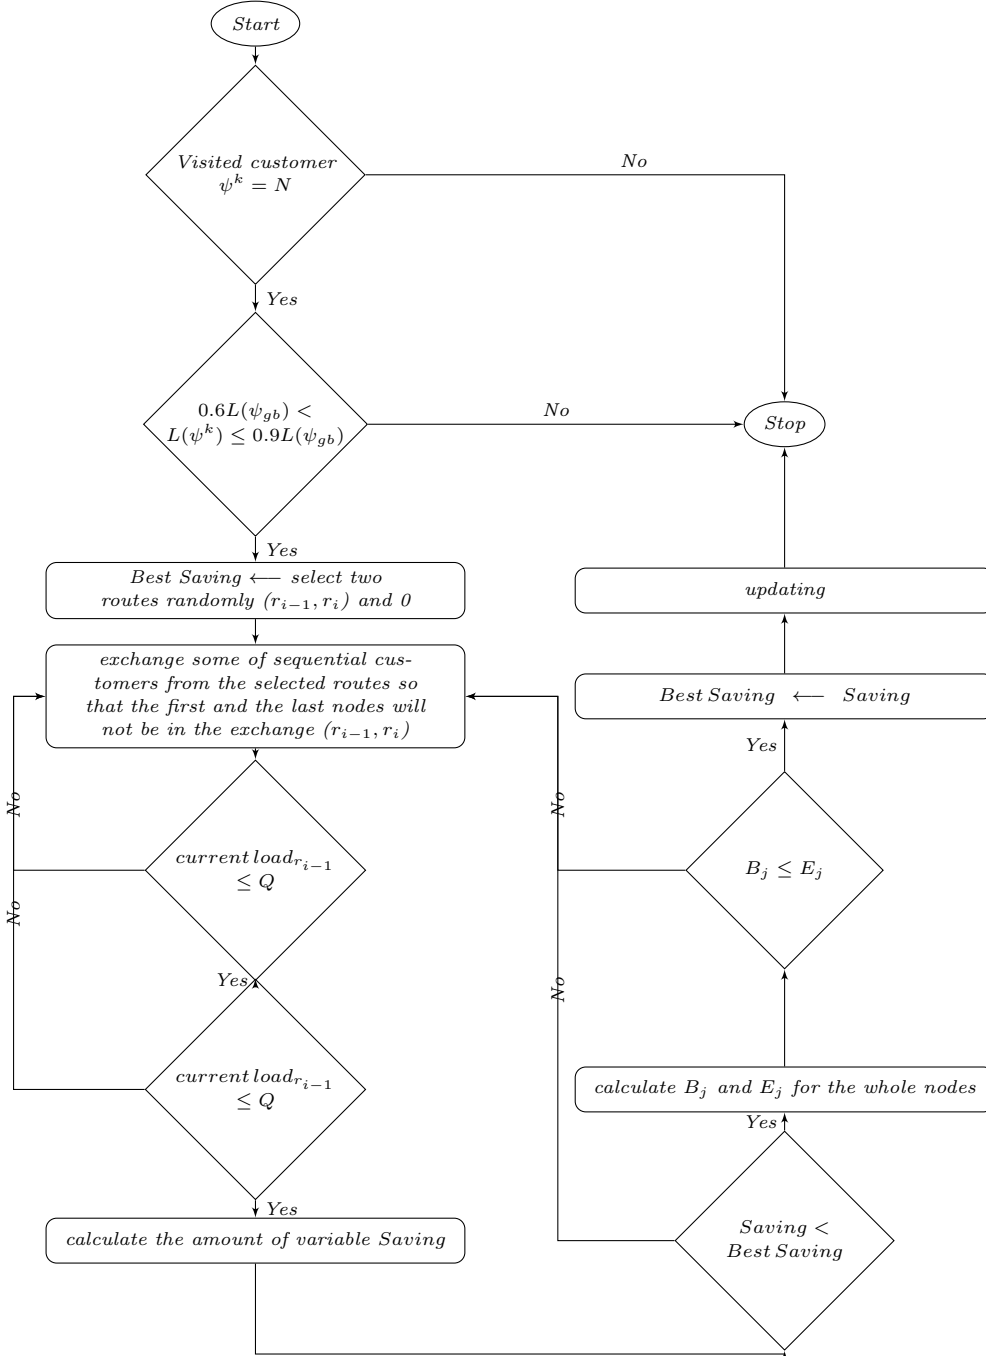 Start
Visited customer
ψ^k = N
No
Yes
0.6L(ψ_gb) <
L(ψ^k) ≤ 0.9L(ψ_gb)
No
Stop
Yes
Best Saving ⟵ select two
routes randomly (r_{i−1}, r_i) and 0
updating
exchange some of sequential cus-
tomers from the selected routes so
that the first and the last nodes will
not be in the exchange (r_{i−1}, r_i)
Best Saving ⟵ Saving
Yes
No
No
current load_{r_{i−1}}
≤ Q
B_j ≤ E_j
No
Yes
No
current load_{r_{i−1}}
≤ Q
calculate B_j and E_j for the whole nodes
Yes
Yes
calculate the amount of variable Saving
Saving <
Best Saving